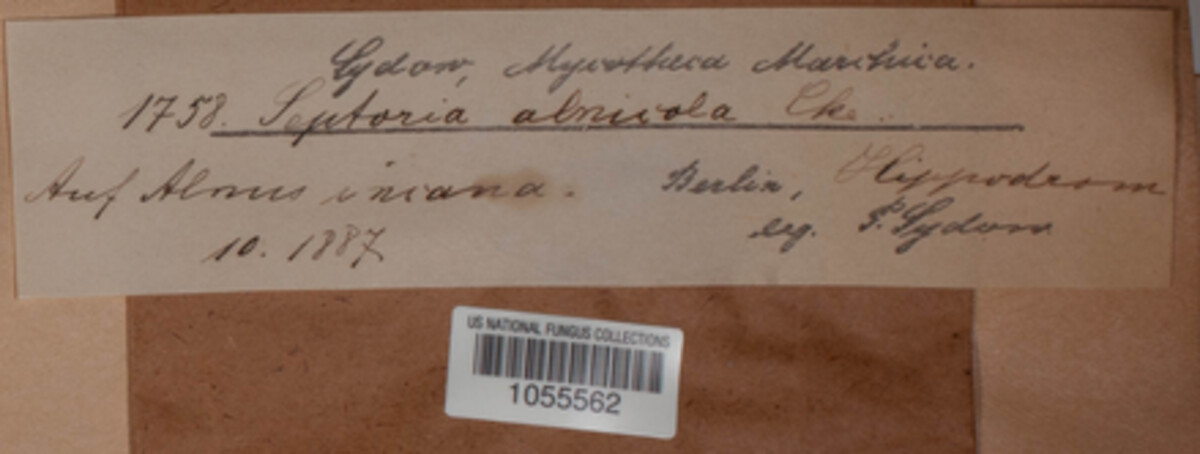 Sydow, Mycotheca Marchica.
1758. Septoria alnicola Cke.
Auf Alnus incana. Berlin, Hippodrom
10. 1887 leg. P. Sydow
US NATIONAL FUNGUS COLLECTIONS
1055562